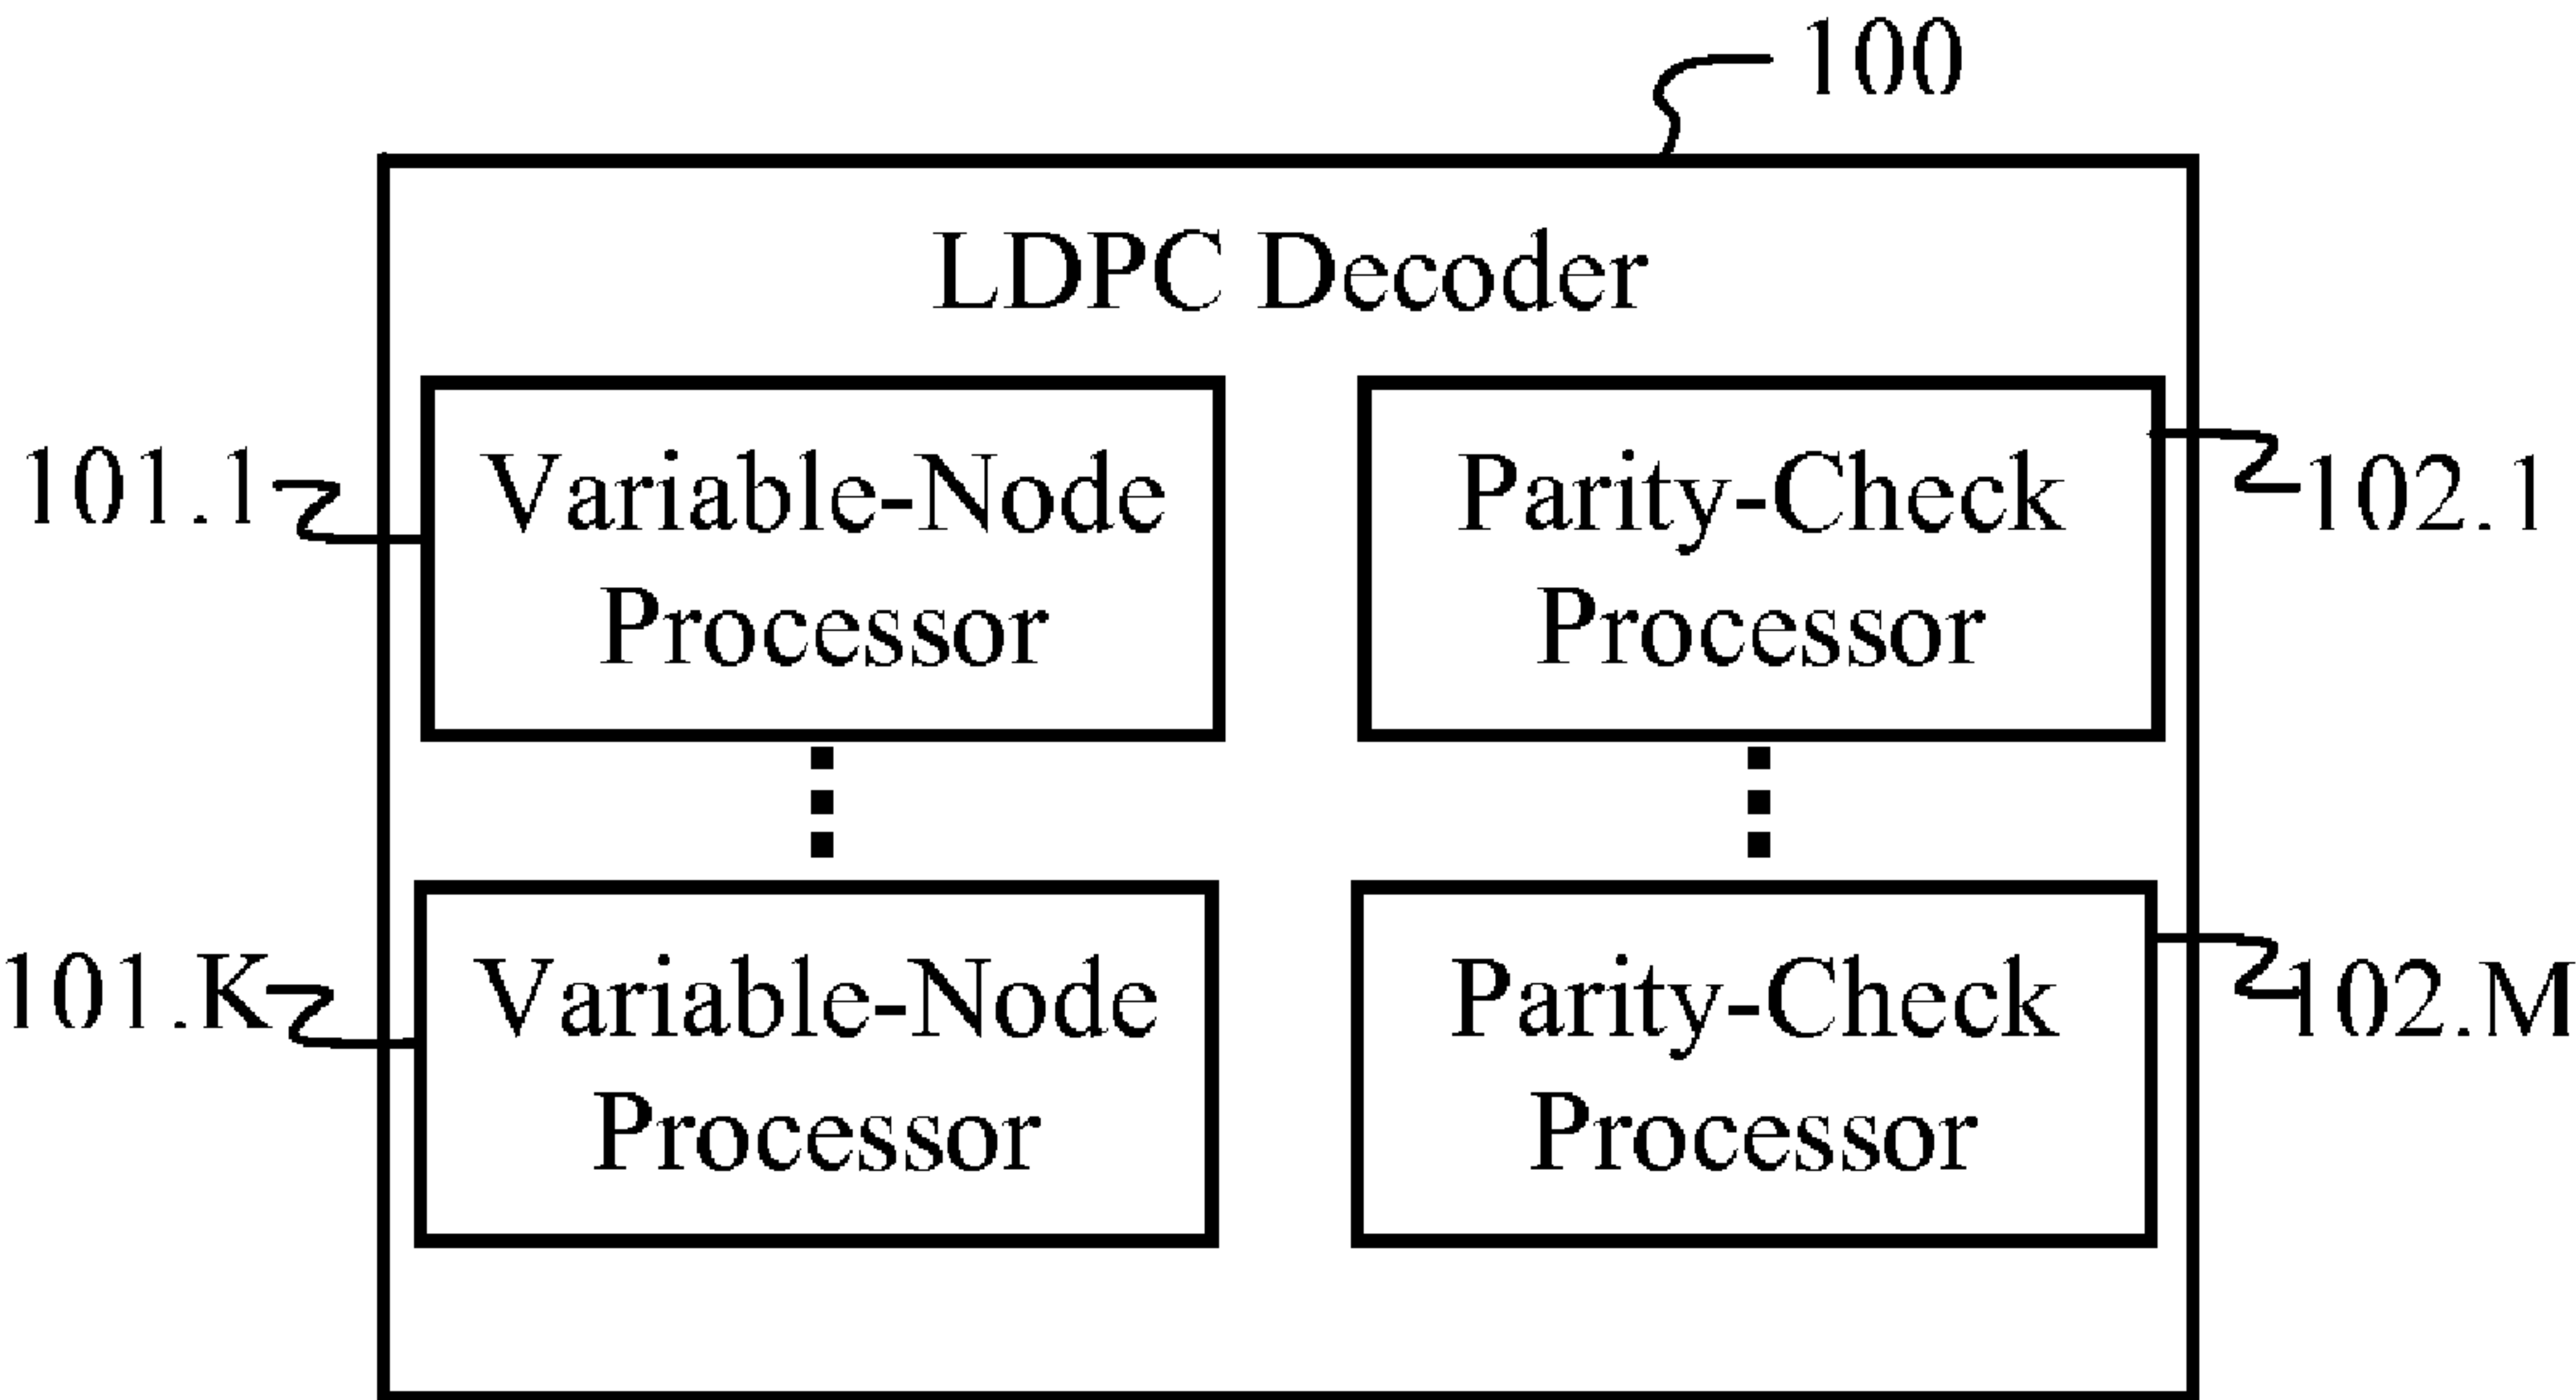 100
LDPC Decoder
101.1
Variable-Node
Processor
Parity-Check
Processor
102.1
101.K
Variable-Node
Processor
Parity-Check
Processor
102.M